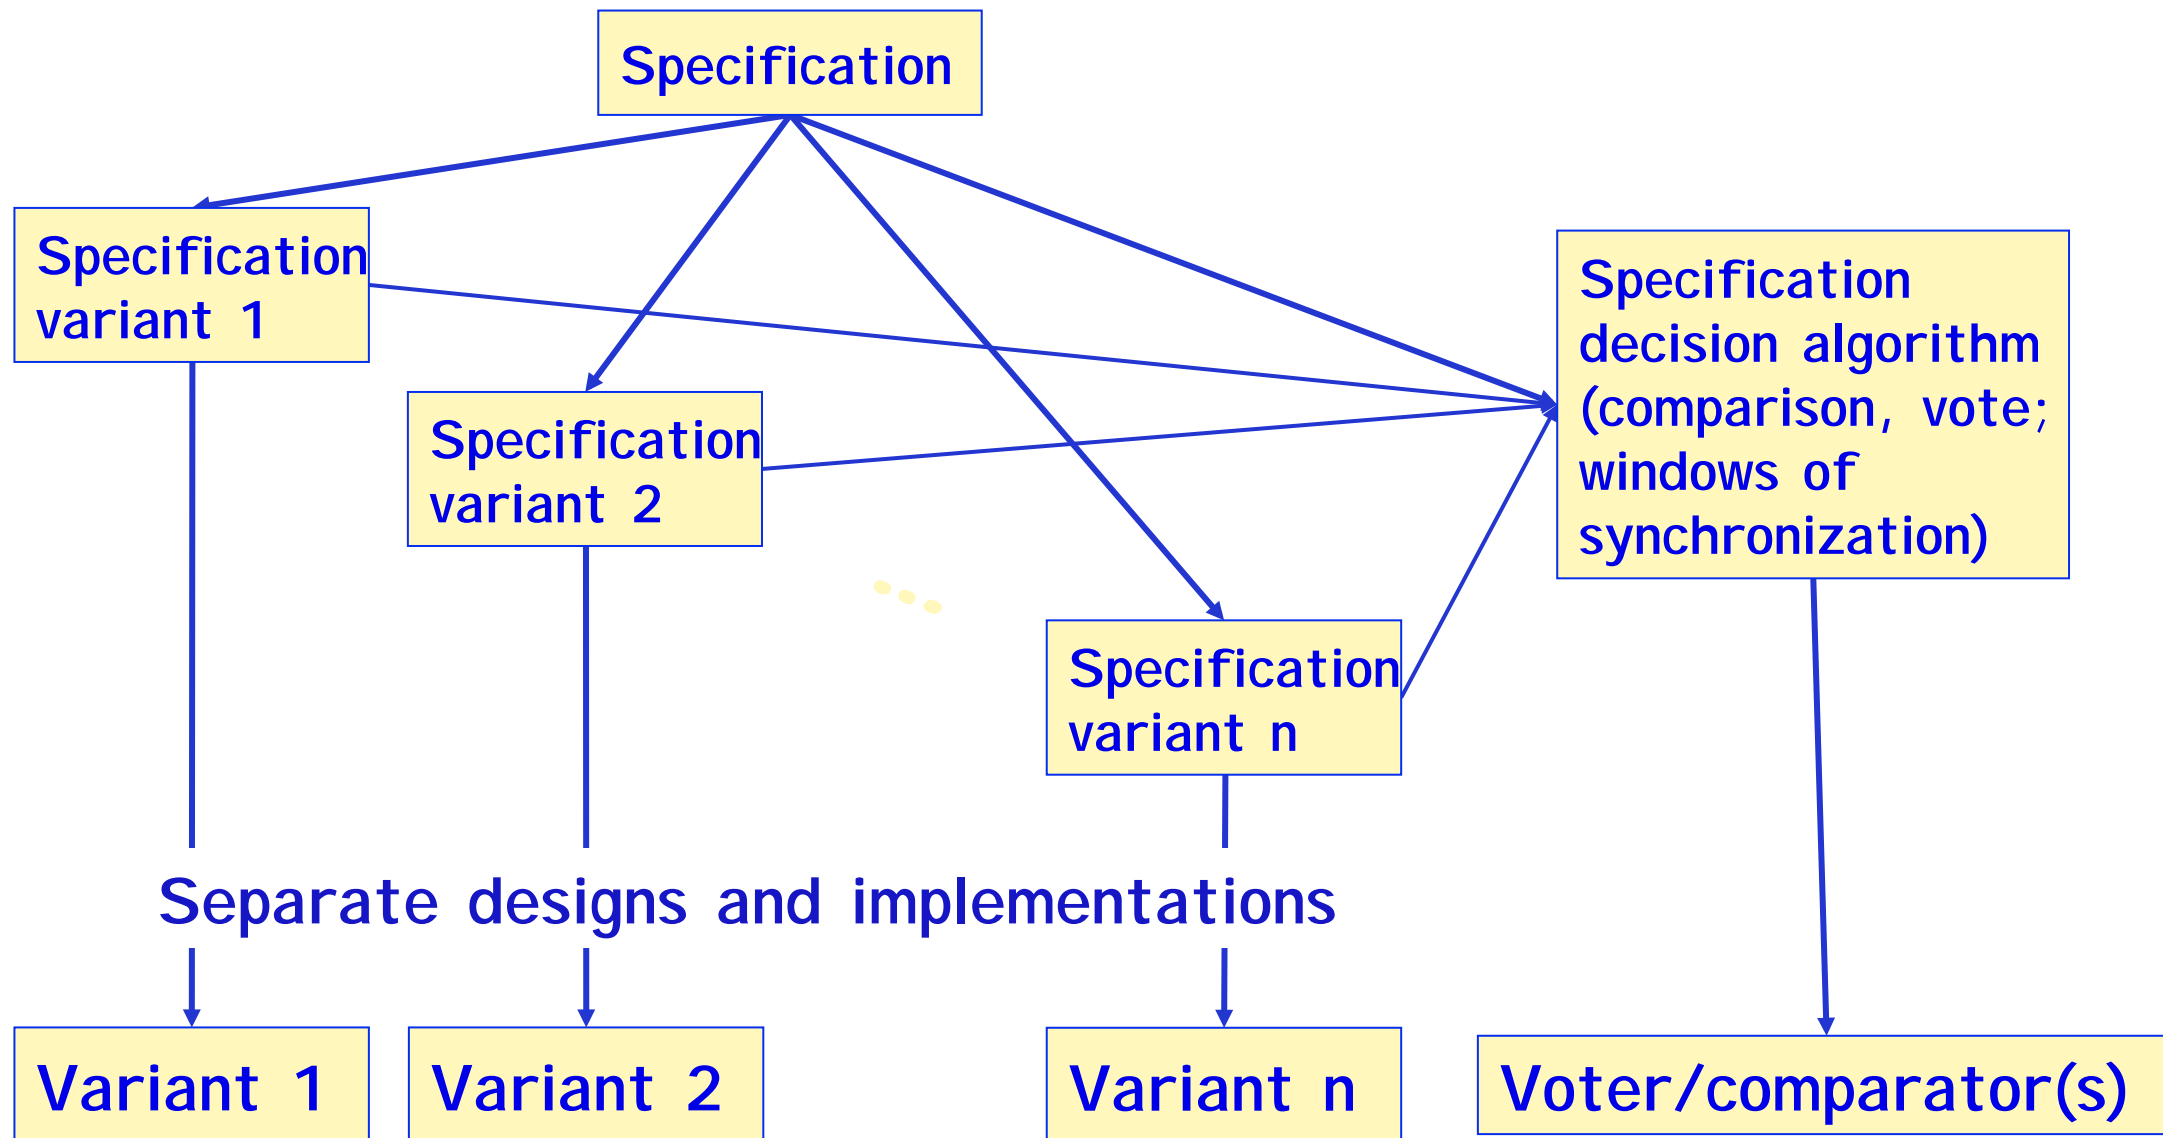 Specification
Specification
variant 1
Specification
decision algorithm
(comparison, vote;
windows of
synchronization)
Specification
variant 2
Specification
variant n
Separate designs and implementations
Variant 1
Variant 2
Variant n
Voter/comparator(s)